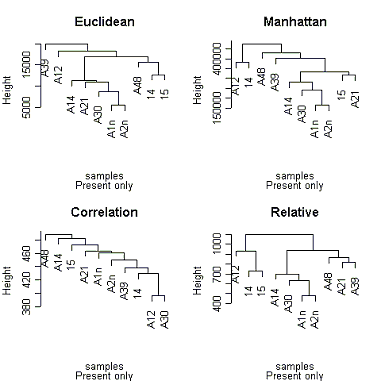 Euclidean
Height
5000
15000
A39
A12
A14
A21
A30
A1n
A2n
A48
14
15
samples
Present only
Manhattan
Height
150000
400000
A12
14
A48
A39
A14
A30
A1n
A2n
15
A21
samples
Present only
Correlation
Height
380
420
460
A48
A14
15
A21
A1n
A2n
A39
14
A12
A30
samples
Present only
Relative
Height
400
700
1000
A12
14
15
A14
A30
A1n
A2n
A48
A21
A39
samples
Present only